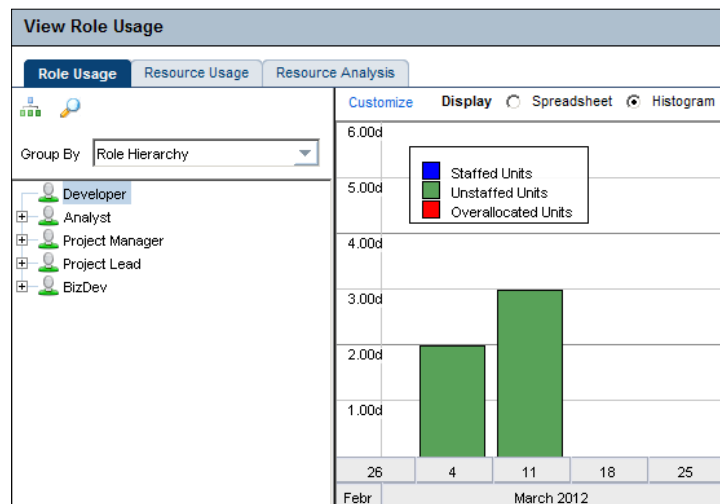 View Role Usage
Role Usage Resource Usage Resource Analysis
Customize Display Spreadsheet Histogram
Group By Role Hierarchy
Developer
Analyst
Project Manager
Project Lead
BizDev
6.00d
5.00d
4.00d
3.00d
2.00d
1.00d
Staffed Units
Unstaffed Units
Overallocated Units
26 4 11 18 25
Febr March 2012